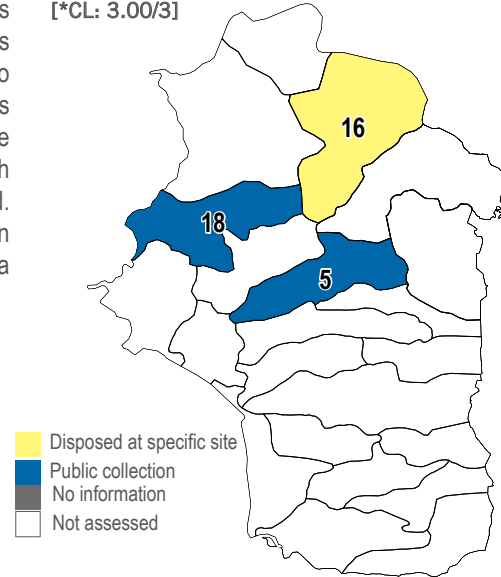 s
[*CL: 3.00/3]
s
o
s
e
h
n
a
16
18
5
Disposed at specific site
Public collection
No information
Not assessed